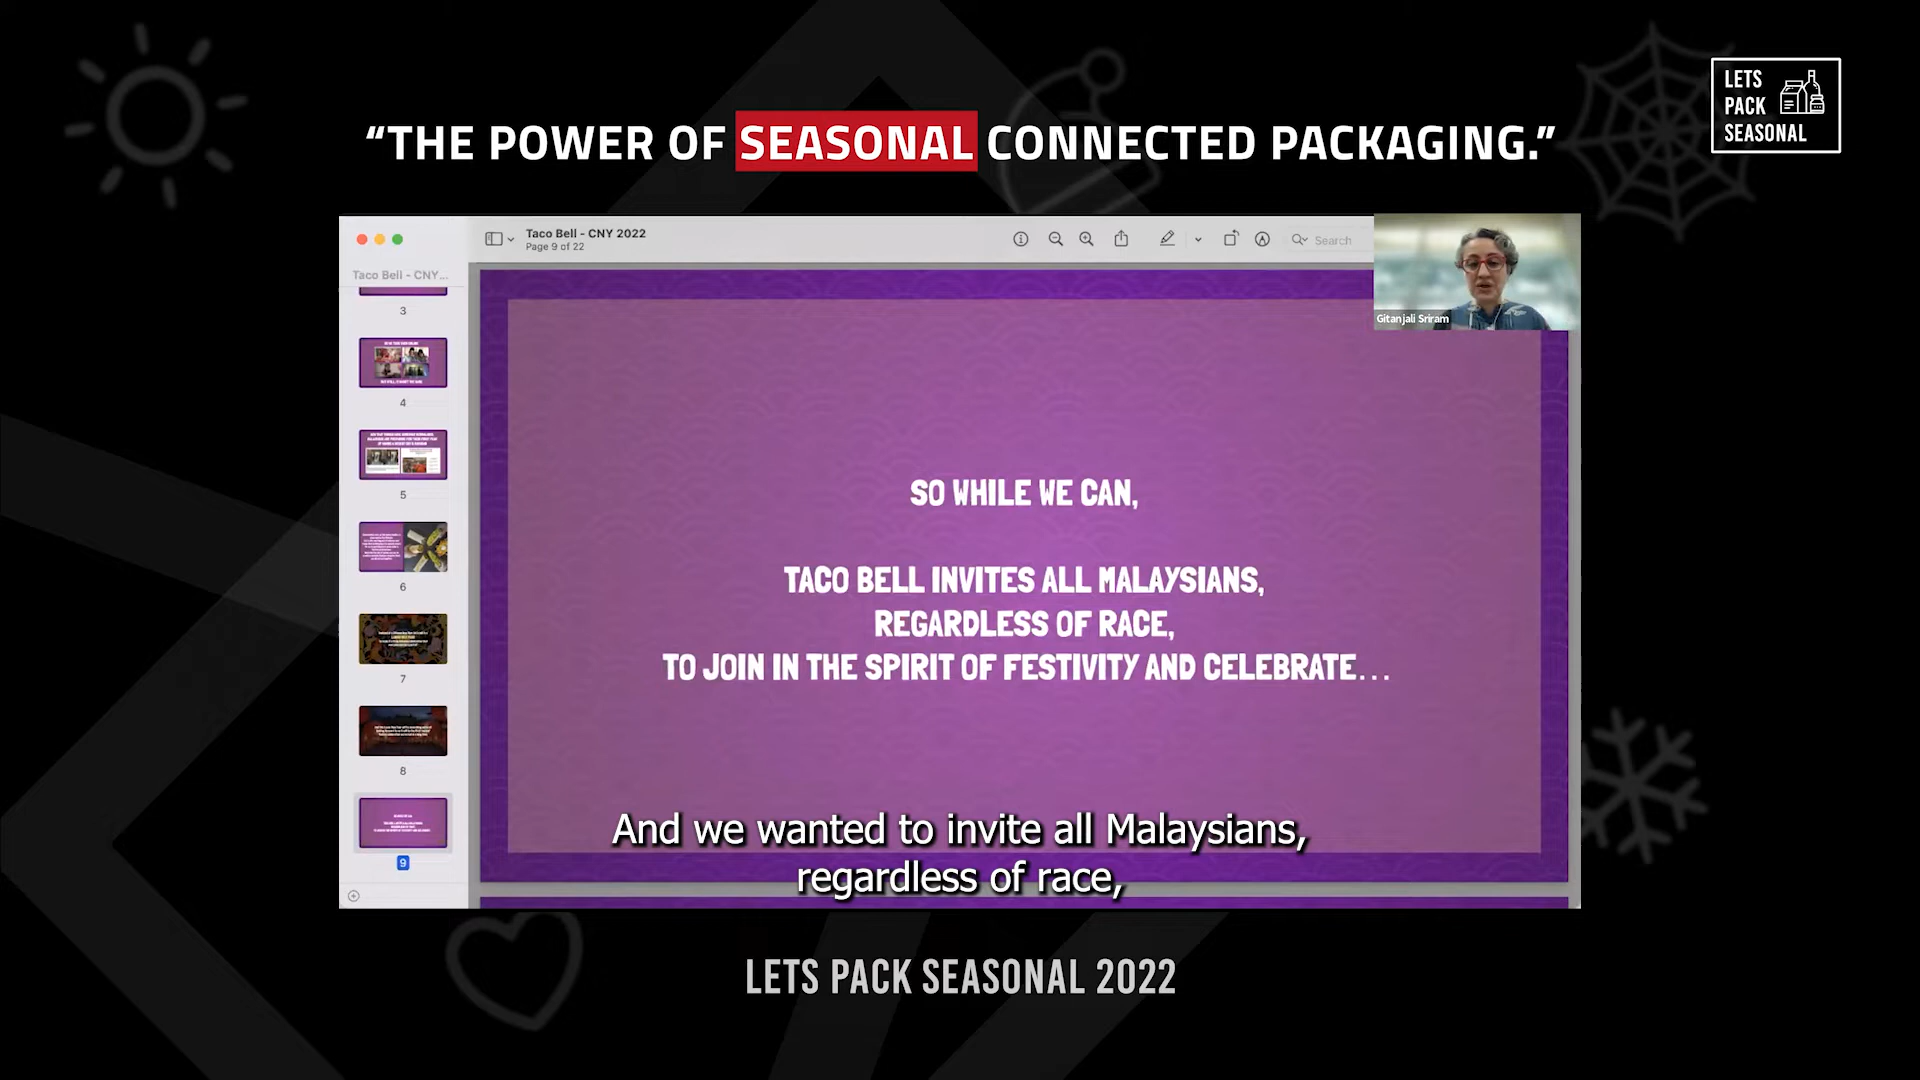 “THE POWER OF SEASONAL CONNECTED PACKAGING.”
LETS
PACK
SEASONAL
Taco Bell - CNY 2022
Page 9 of 22
Search
Taco Bell - CNY...
Gitanjali Sriram
3
4
5
6
7
8
9
SO WHILE WE CAN,
TACO BELL INVITES ALL MALAYSIANS,
REGARDLESS OF RACE,
TO JOIN IN THE SPIRIT OF FESTIVITY AND CELEBRATE...
And we wanted to invite all Malaysians,
regardless of race,
LETS PACK SEASONAL 2022